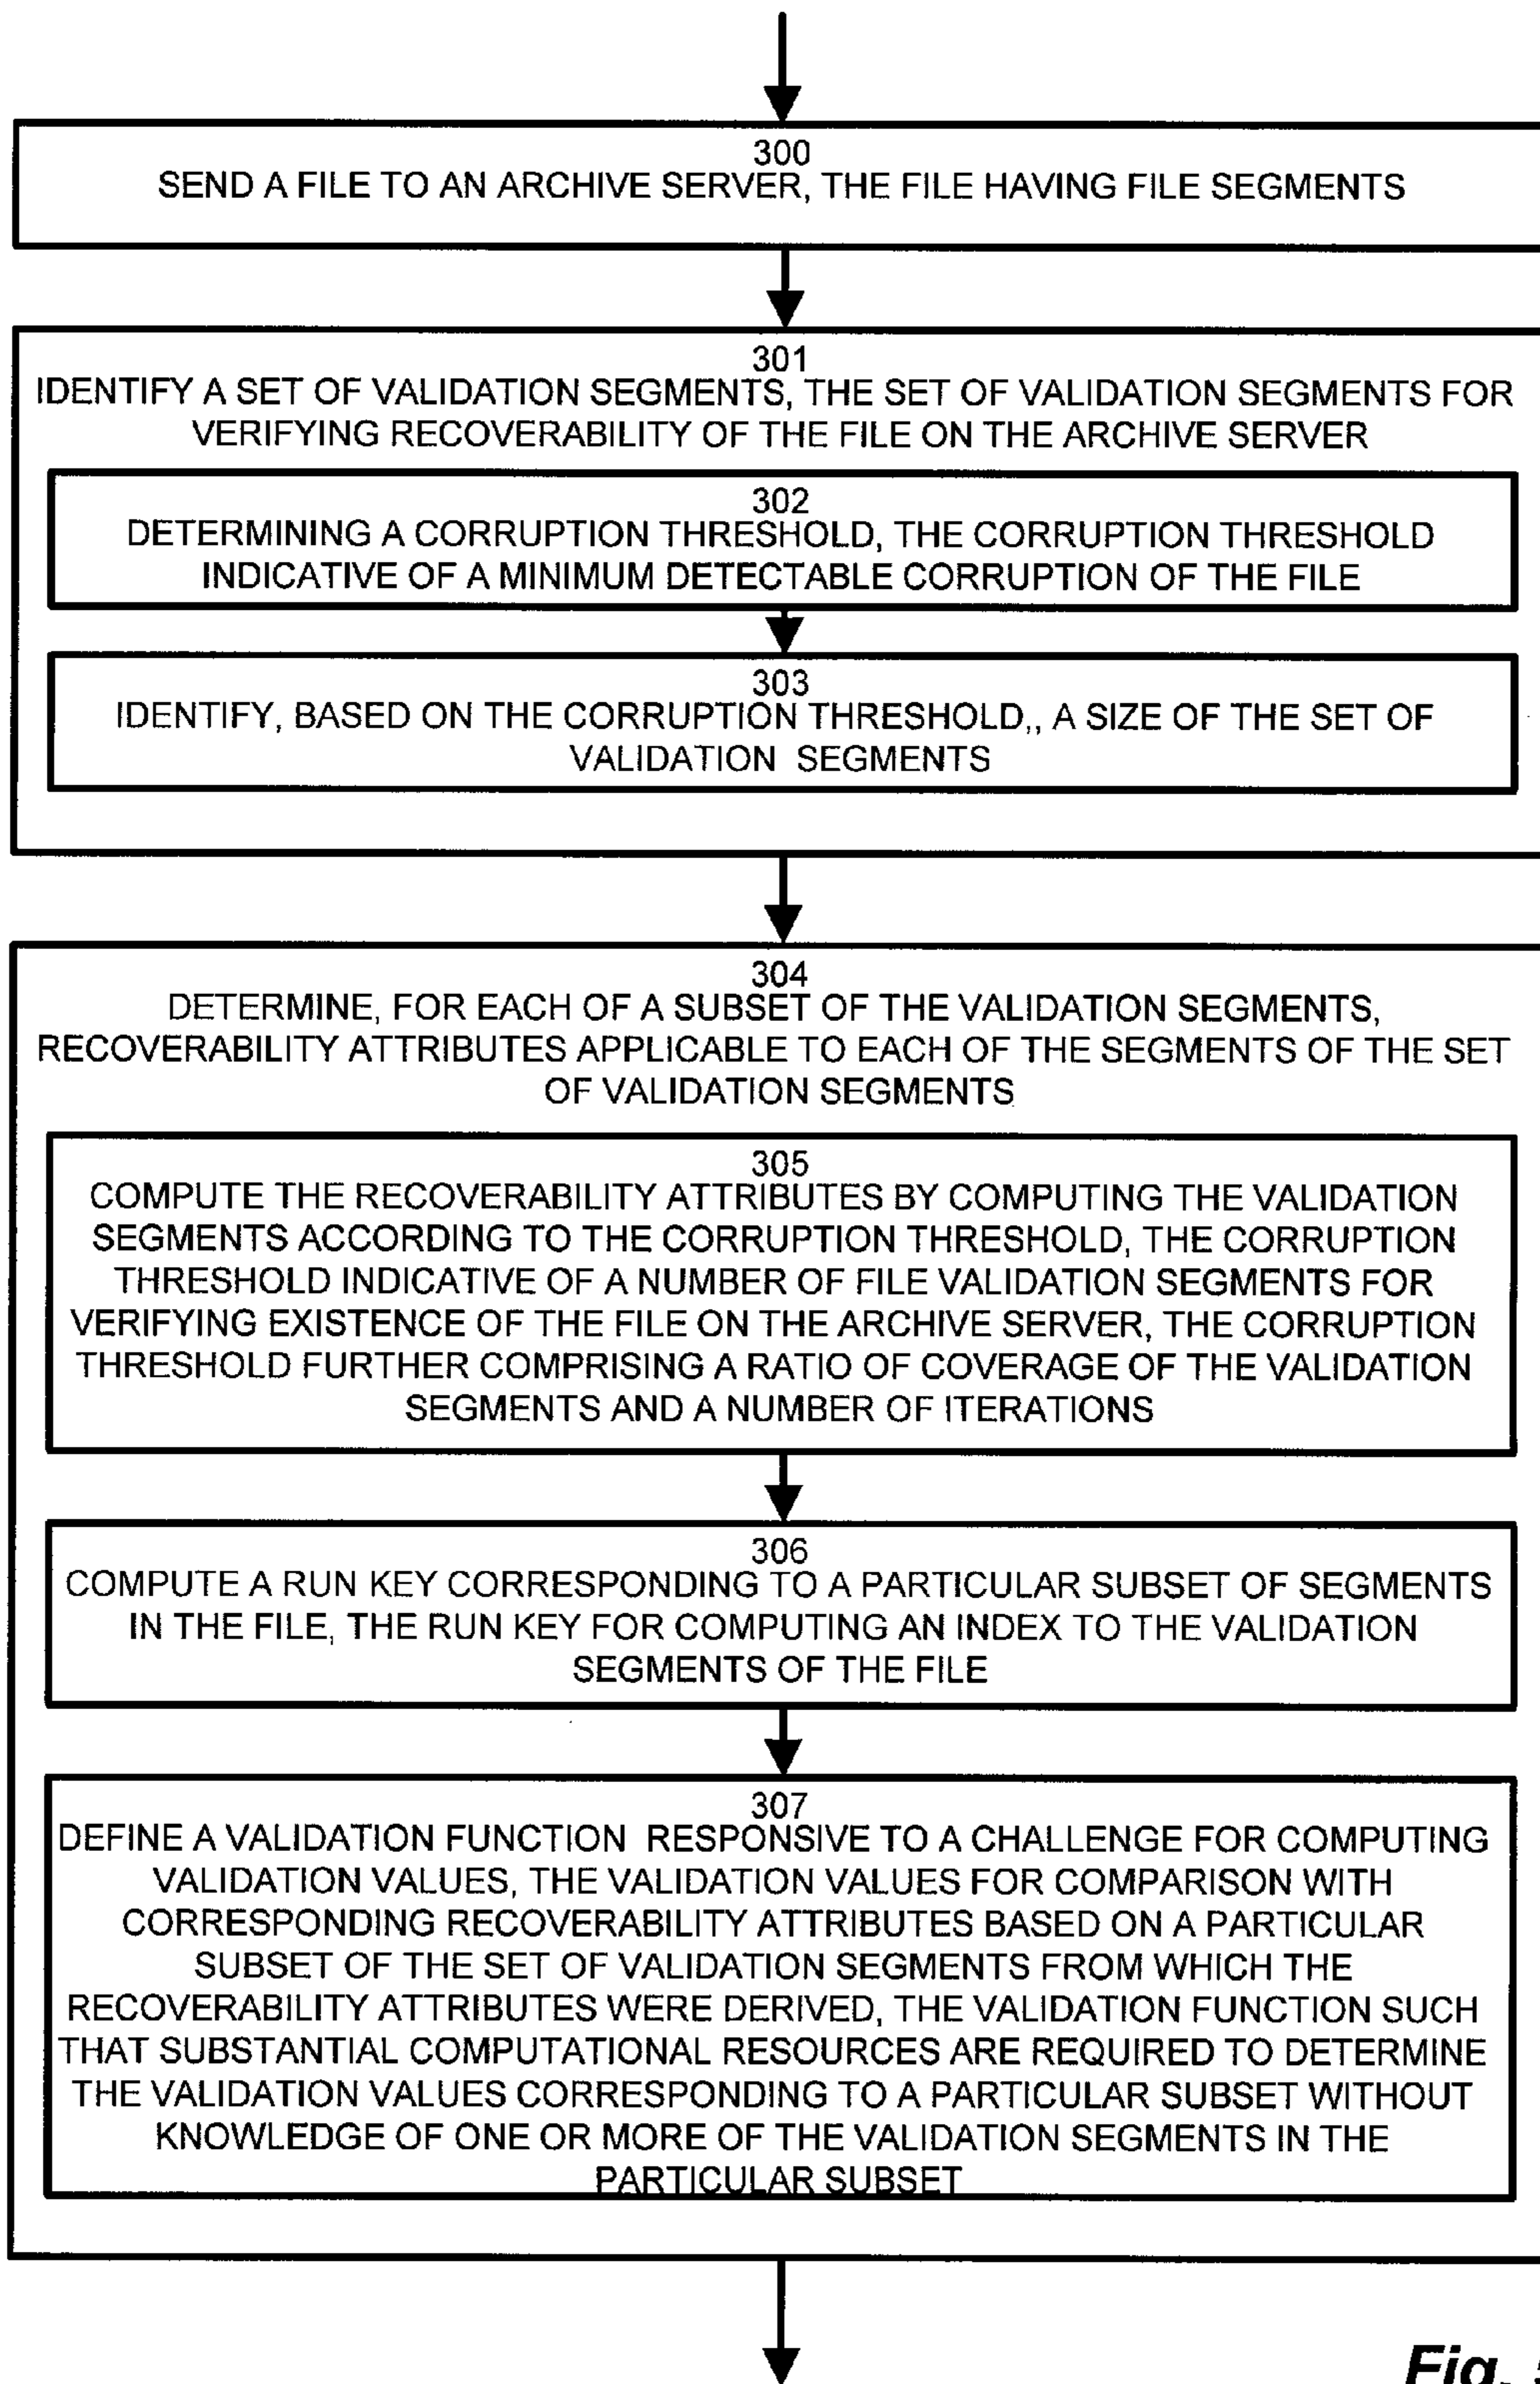 300
SEND A FILE TO AN ARCHIVE SERVER, THE FILE HAVING FILE SEGMENTS
301
IDENTIFY A SET OF VALIDATION SEGMENTS, THE SET OF VALIDATION SEGMENTS FOR
VERIFYING RECOVERABILITY OF THE FILE ON THE ARCHIVE SERVER
302
DETERMINING A CORRUPTION THRESHOLD, THE CORRUPTION THRESHOLD
INDICATIVE OF A MINIMUM DETECTABLE CORRUPTION OF THE FILE
303
IDENTIFY, BASED ON THE CORRUPTION THRESHOLD,, A SIZE OF THE SET OF
VALIDATION SEGMENTS
304
DETERMINE, FOR EACH OF A SUBSET OF THE VALIDATION SEGMENTS,
RECOVERABILITY ATTRIBUTES APPLICABLE TO EACH OF THE SEGMENTS OF THE SET
OF VALIDATION SEGMENTS
305
COMPUTE THE RECOVERABILITY ATTRIBUTES BY COMPUTING THE VALIDATION
SEGMENTS ACCORDING TO THE CORRUPTION THRESHOLD, THE CORRUPTION
THRESHOLD INDICATIVE OF A NUMBER OF FILE VALIDATION SEGMENTS FOR
VERIFYING EXISTENCE OF THE FILE ON THE ARCHIVE SERVER, THE CORRUPTION
THRESHOLD FURTHER COMPRISING A RATIO OF COVERAGE OF THE VALIDATION
SEGMENTS AND A NUMBER OF ITERATIONS
306
COMPUTE A RUN KEY CORRESPONDING TO A PARTICULAR SUBSET OF SEGMENTS
IN THE FILE, THE RUN KEY FOR COMPUTING AN INDEX TO THE VALIDATION
SEGMENTS OF THE FILE
307
DEFINE A VALIDATION FUNCTION RESPONSIVE TO A CHALLENGE FOR COMPUTING
VALIDATION VALUES, THE VALIDATION VALUES FOR COMPARISON WITH
CORRESPONDING RECOVERABILITY ATTRIBUTES BASED ON A PARTICULAR
SUBSET OF THE SET OF VALIDATION SEGMENTS FROM WHICH THE
RECOVERABILITY ATTRIBUTES WERE DERIVED, THE VALIDATION FUNCTION SUCH
THAT SUBSTANTIAL COMPUTATIONAL RESOURCES ARE REQUIRED TO DETERMINE
THE VALIDATION VALUES CORRESPONDING TO A PARTICULAR SUBSET WITHOUT
KNOWLEDGE OF ONE OR MORE OF THE VALIDATION SEGMENTS IN THE
PARTICULAR SUBSET
Fig.